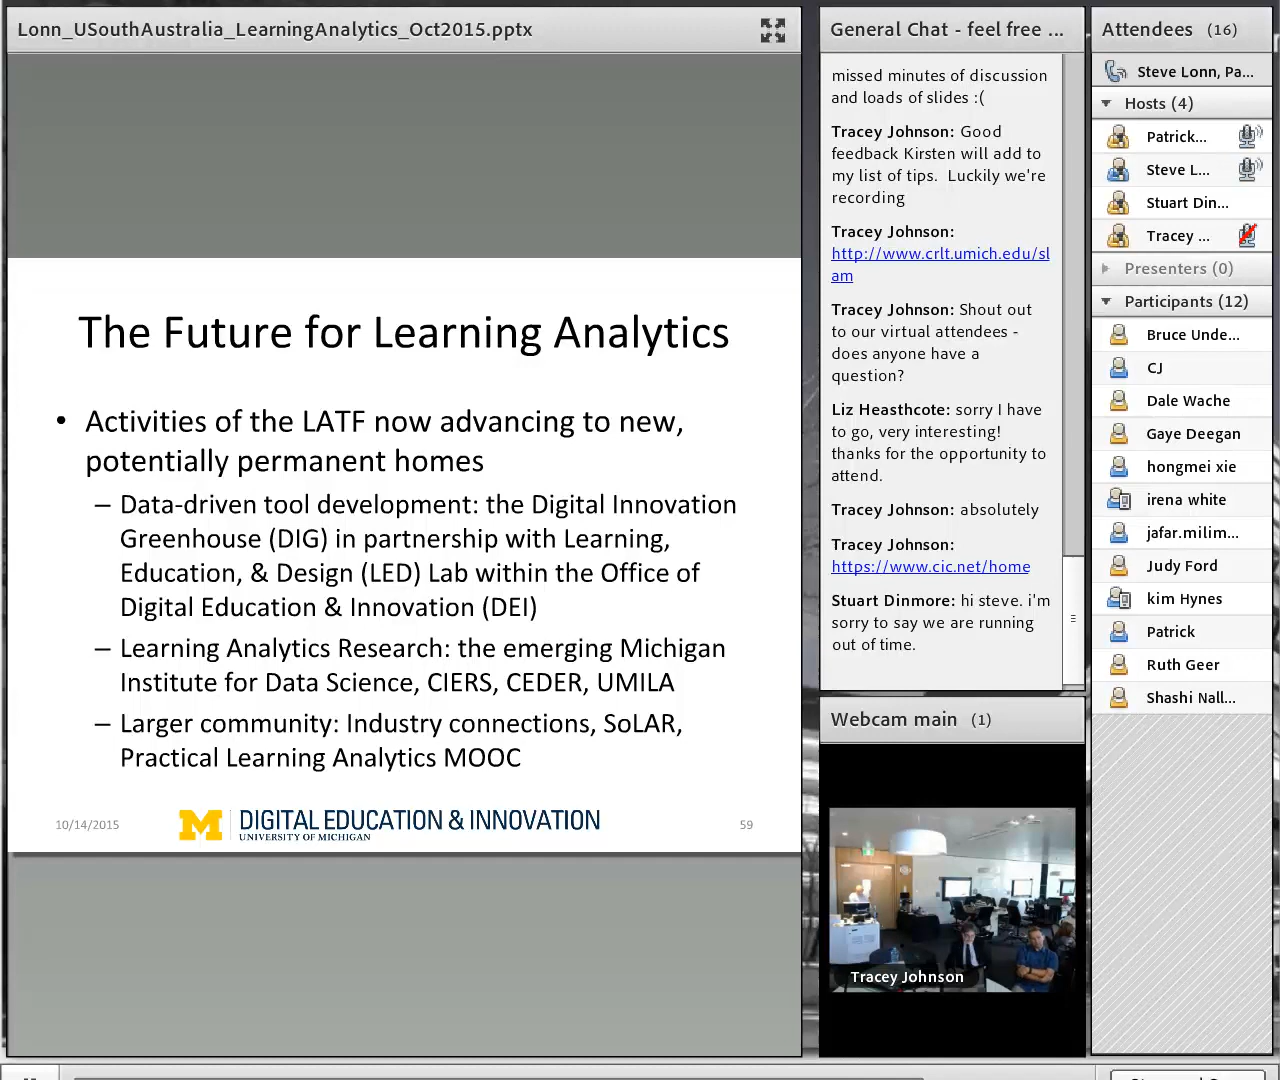 Lonn_USouthAustralia_LearningAnalytics_Oct2015.pptx
The Future for Learning Analytics
• Activities of the LATF now advancing to new,
potentially permanent homes
– Data-driven tool development: the Digital Innovation
Greenhouse (DIG) in partnership with Learning,
Education, & Design (LED) Lab within the Office of
Digital Education & Innovation (DEI)
– Learning Analytics Research: the emerging Michigan
Institute for Data Science, CIERS, CEDER, UMILA
– Larger community: Industry connections, SoLAR,
Practical Learning Analytics MOOC
10/14/2015
M
DIGITAL EDUCATION & INNOVATION
UNIVERSITY OF MICHIGAN
59
General Chat - feel free ...
missed minutes of discussion
and loads of slides :(
Tracey Johnson: Good
feedback Kirsten will add to
my list of tips. Luckily we're
recording
Tracey Johnson:
http://www.crlt.umich.edu/sl
am
Tracey Johnson: Shout out
to our virtual attendees -
does anyone have a
question?
Liz Heasthcote: sorry I have
to go, very interesting!
thanks for the opportunity to
attend.
Tracey Johnson: absolutely
Tracey Johnson:
https://www.cic.net/home
Stuart Dinmore: hi steve. i'm
sorry to say we are running
out of time.
Webcam main (1)
Tracey Johnson
Attendees (16)
Steve Lonn, Pa...
Hosts (4)
Patrick...
Steve L...
Stuart Din...
Tracey ...
Presenters (0)
Participants (12)
Bruce Unde...
CJ
Dale Wache
Gaye Deegan
hongmei xie
irena white
jafar.milim...
Judy Ford
kim Hynes
Patrick
Ruth Geer
Shashi Nall...